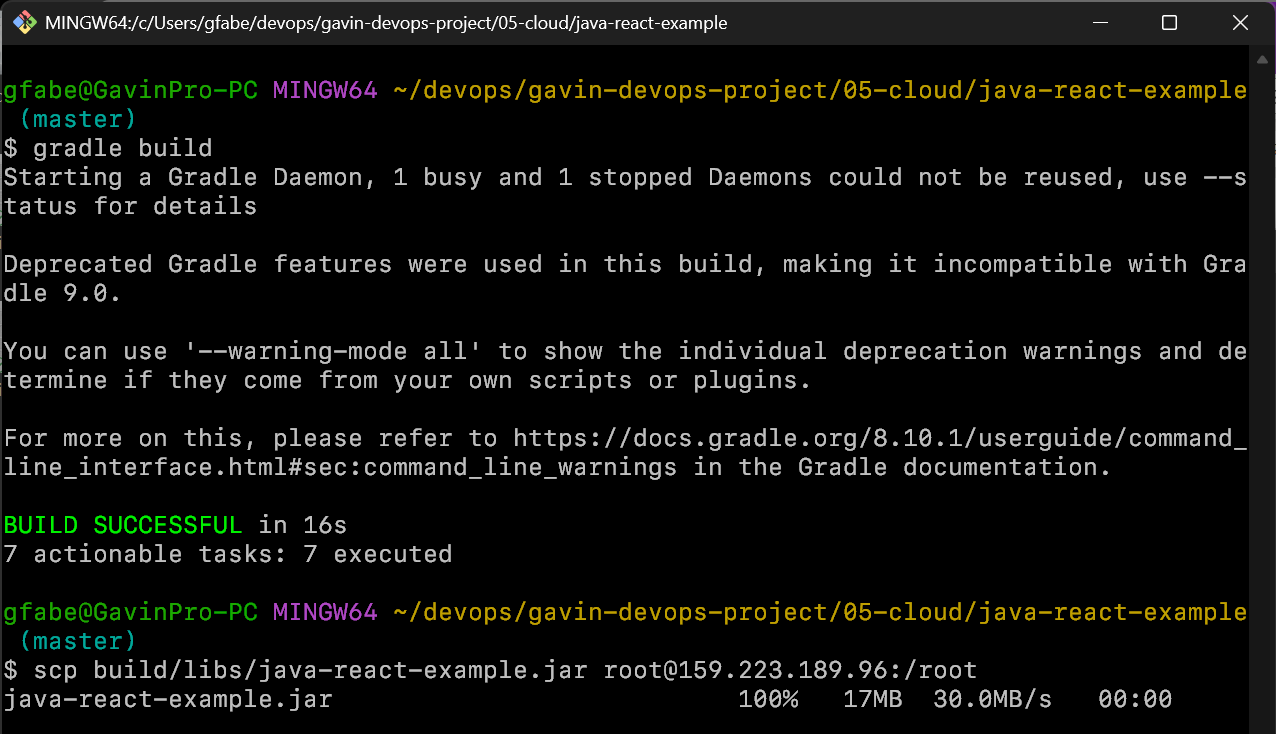 MINGW64:/c/Users/gfabe/devops/gavin-devops-project/05-cloud/java-react-example
gfabe@GavinPro-PC MINGW64 ~/devops/gavin-devops-project/05-cloud/java-react-example
(master)
$ gradle build
Starting a Gradle Daemon, 1 busy and 1 stopped Daemons could not be reused, use --s
tatus for details
Deprecated Gradle features were used in this build, making it incompatible with Gra
dle 9.0.
You can use '--warning-mode all' to show the individual deprecation warnings and de
termine if they come from your own scripts or plugins.
For more on this, please refer to https://docs.gradle.org/8.10.1/userguide/command_
line_interface.html#sec:command_line_warnings in the Gradle documentation.
BUILD SUCCESSFUL in 16s
7 actionable tasks: 7 executed
gfabe@GavinPro-PC MINGW64 ~/devops/gavin-devops-project/05-cloud/java-react-example
(master)
$ scp build/libs/java-react-example.jar root@159.223.189.96:/root
java-react-example.jar 100% 17MB 30.0MB/s 00:00